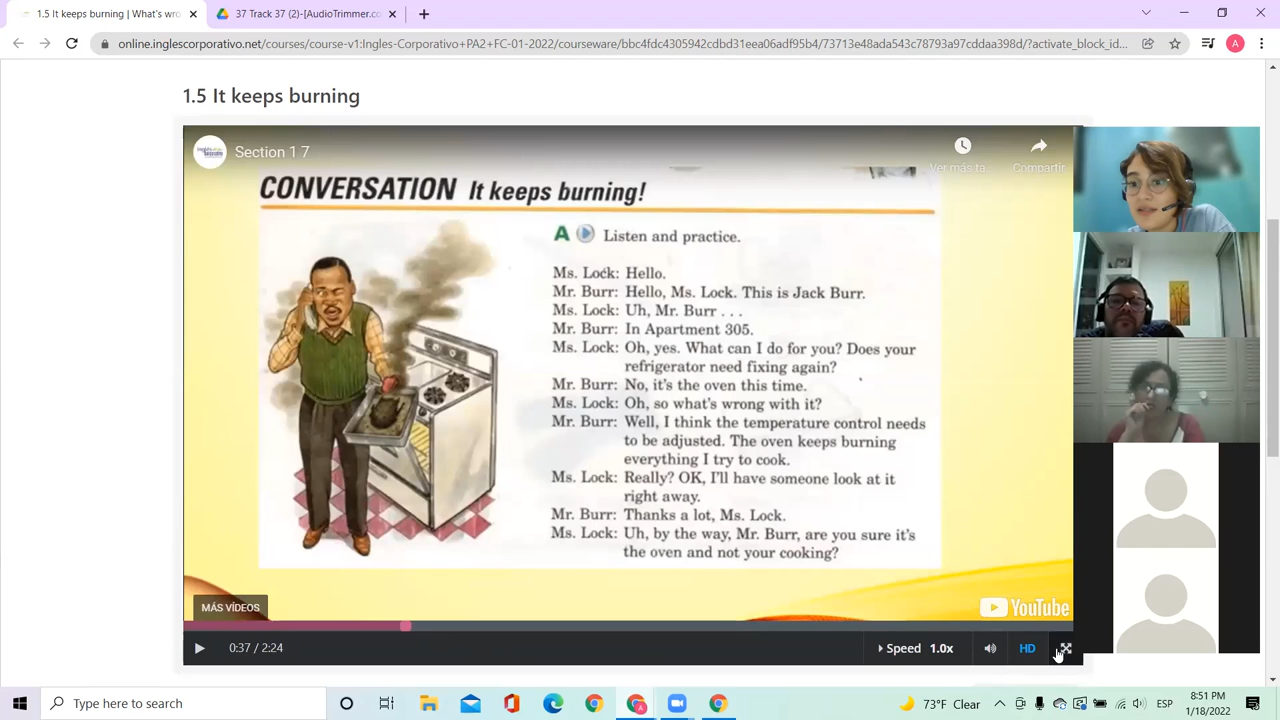 1.5 It keeps burning | What's wro
37 Track 37 (2)-[AudioTrimmer.co
online.inglescorporativo.net/courses/course-v1:Ingles-Corporativo+PA2+FC-01-2022/courseware/bbc4fdc4305942cdbd31eea06adf95b4/73713e48ada543c78793a97cddaa398d/?activate_block_id...
A
1.5 It keeps burning
Section 1 7
Ver más ta...
Compartir
CONVERSATION It keeps burning!
A Listen and practice.
Ms. Lock: Hello.
Mr. Burr: Hello, Ms. Lock. This is Jack Burr.
Ms. Lock: Uh, Mr. Burr . . .
Mr. Burr: In Apartment 305.
Ms. Lock: Oh, yes. What can I do for you? Does your
refrigerator need fixing again?
Mr. Burr: No, it's the oven this time.
Ms. Lock: Oh, so what's wrong with it?
Mr. Burr: Well, I think the temperature control needs
to be adjusted. The oven keeps burning
everything I try to cook.
Ms. Lock: Really? OK, I'll have someone look at it
right away.
Mr. Burr: Thanks a lot, Ms. Lock.
Ms. Lock: Uh, by the way, Mr. Burr, are you sure it's
the oven and not your cooking?
MÁS VÍDEOS
YouTube
0:37 / 2:24
Speed 1.0x
HD
Type here to search
73°F Clear
ESP
8:51 PM
1/18/2022